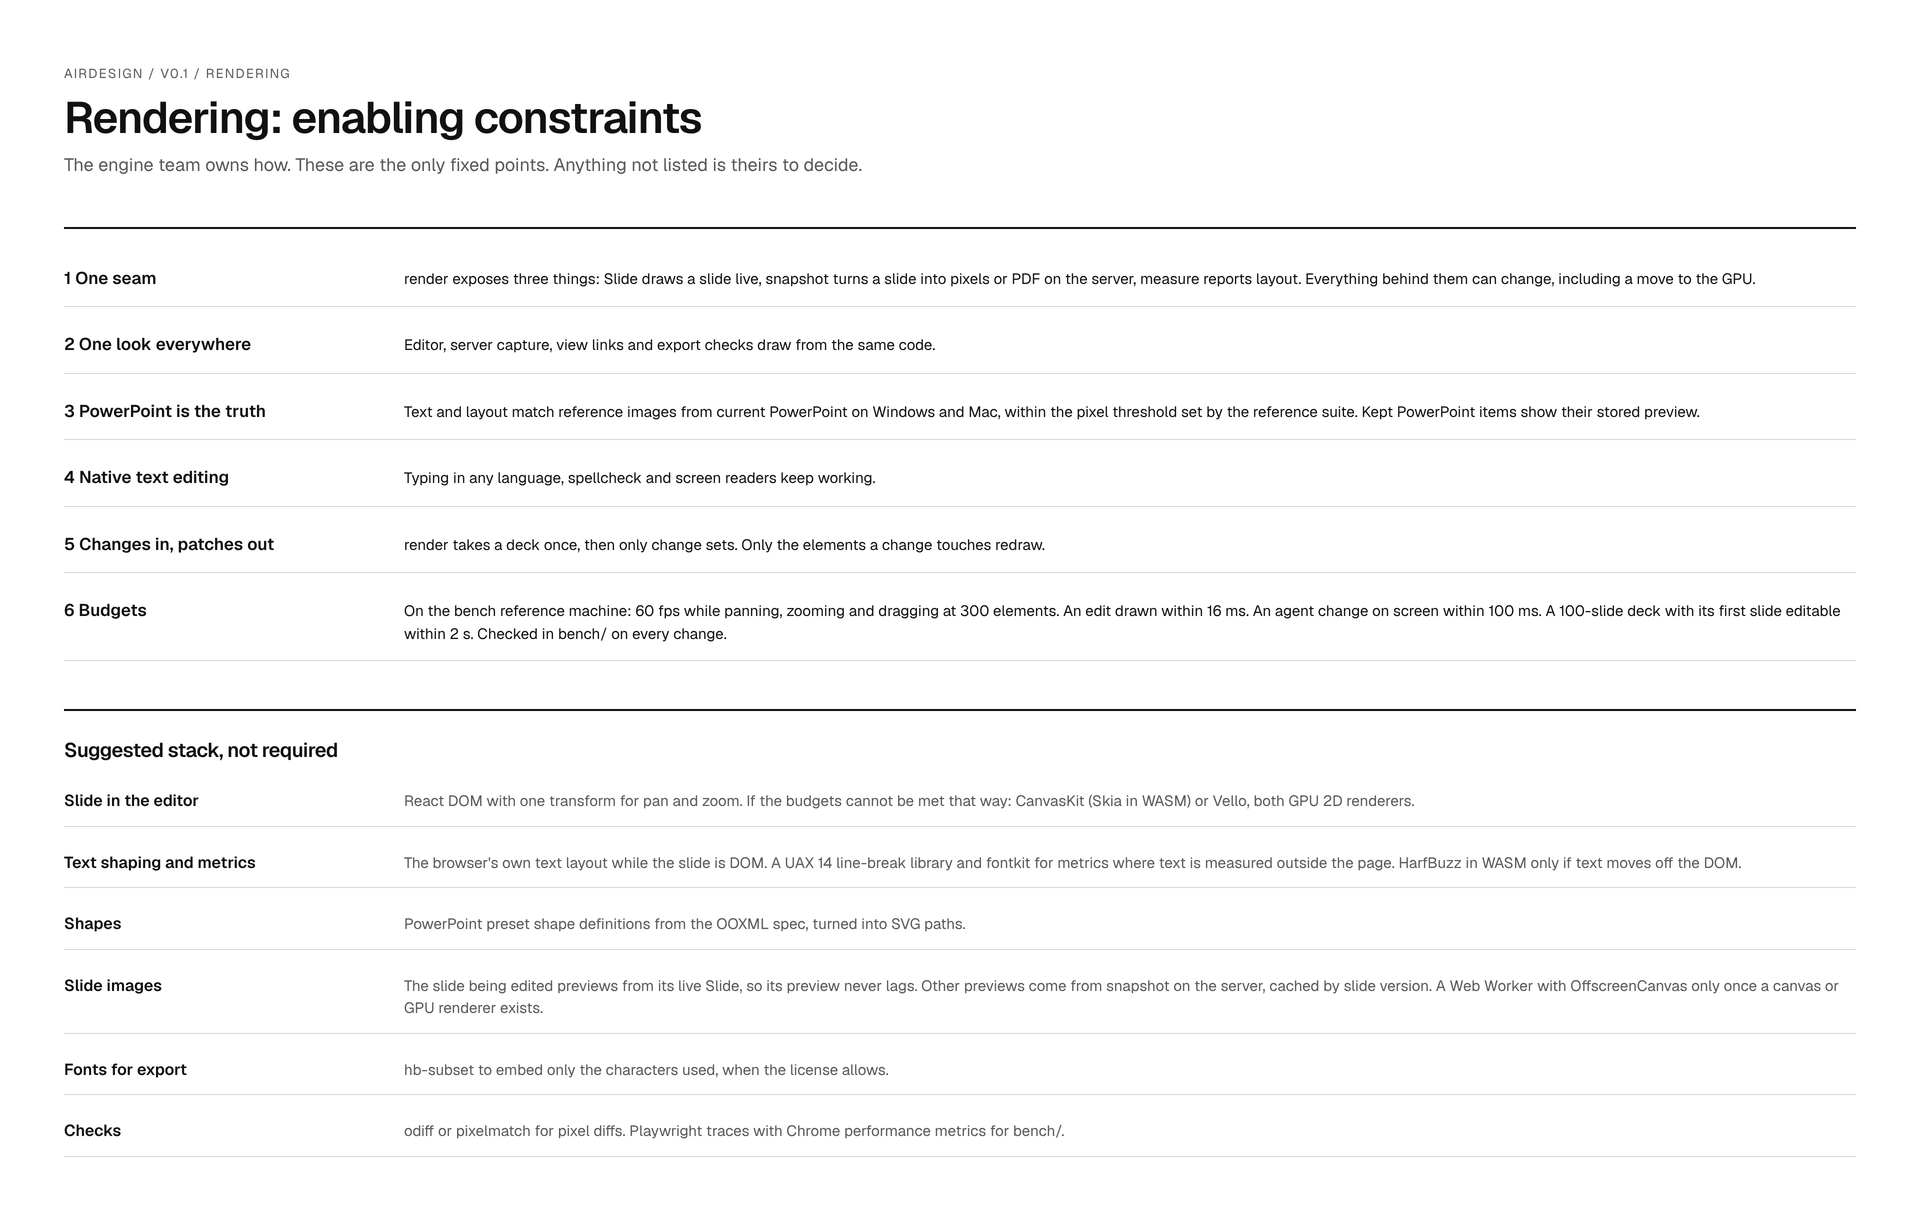 AIRDESIGN / V0.1 / RENDERING
Rendering: enabling constraints
The engine team owns how. These are the only fixed points. Anything not listed is theirs to decide.
1 One seam
render exposes three things: Slide draws a slide live, snapshot turns a slide into pixels or PDF on the server, measure reports layout. Everything behind them can change, including a move to the GPU.
2 One look everywhere
Editor, server capture, view links and export checks draw from the same code.
3 PowerPoint is the truth
Text and layout match reference images from current PowerPoint on Windows and Mac, within the pixel threshold set by the reference suite. Kept PowerPoint items show their stored preview.
4 Native text editing
Typing in any language, spellcheck and screen readers keep working.
5 Changes in, patches out
render takes a deck once, then only change sets. Only the elements a change touches redraw.
6 Budgets
On the bench reference machine: 60 fps while panning, zooming and dragging at 300 elements. An edit drawn within 16 ms. An agent change on screen within 100 ms. A 100-slide deck with its first slide editable
within 2 s. Checked in bench/ on every change.
Suggested stack, not required
Slide in the editor
React DOM with one transform for pan and zoom. If the budgets cannot be met that way: CanvasKit (Skia in WASM) or Vello, both GPU 2D renderers.
Text shaping and metrics
The browser's own text layout while the slide is DOM. A UAX 14 line-break library and fontkit for metrics where text is measured outside the page. HarfBuzz in WASM only if text moves off the DOM.
Shapes
PowerPoint preset shape definitions from the OOXML spec, turned into SVG paths.
Slide images
The slide being edited previews from its live Slide, so its preview never lags. Other previews come from snapshot on the server, cached by slide version. A Web Worker with OffscreenCanvas only once a canvas or
GPU renderer exists.
Fonts for export
hb-subset to embed only the characters used, when the license allows.
Checks
odiff or pixelmatch for pixel diffs. Playwright traces with Chrome performance metrics for bench/.